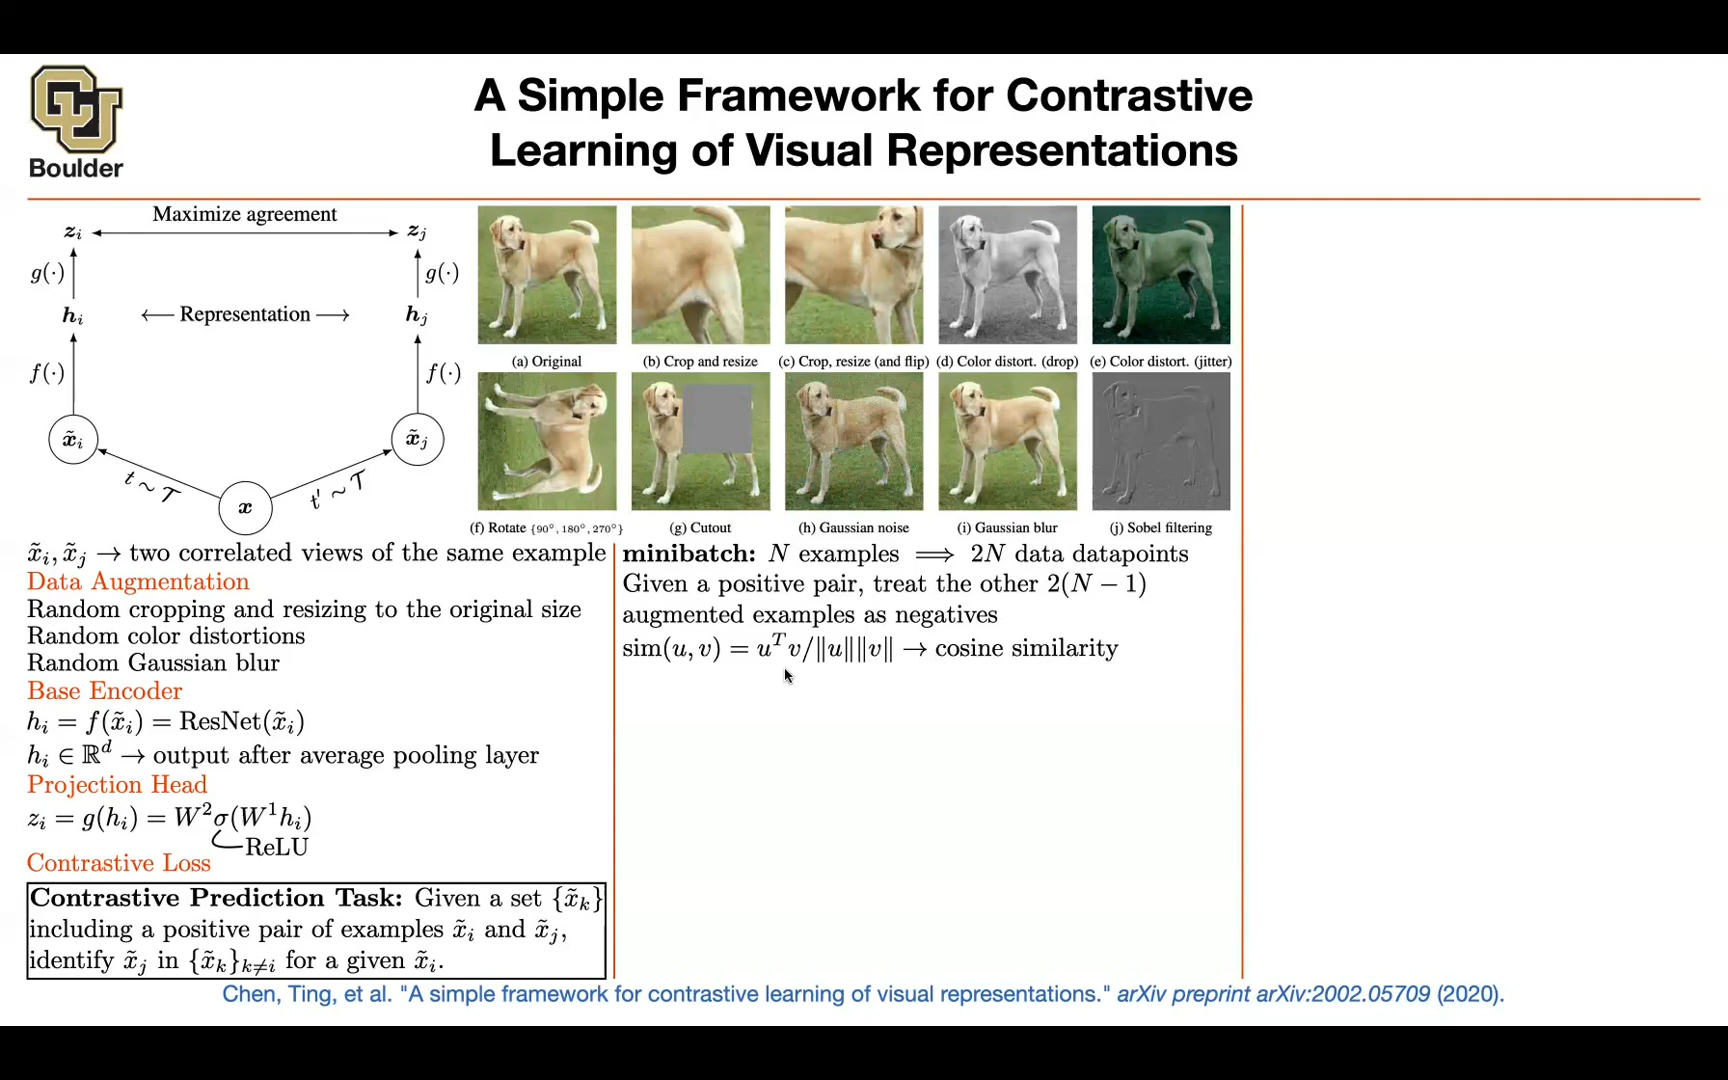 Boulder
A Simple Framework for Contrastive
Learning of Visual Representations
Maximize agreement
z_i z_j
g(·) g(·)
h_i ← Representation → h_j
f(·) f(·)
x̃_i x̃_j
t ~ T t′ ~ T
x
(a) Original (b) Crop and resize (c) Crop, resize (and flip) (d) Color distort. (drop) (e) Color distort. (jitter)
(f) Rotate {90°, 180°, 270°} (g) Cutout (h) Gaussian noise (i) Gaussian blur (j) Sobel filtering
x̃_i, x̃_j → two correlated views of the same example
Data Augmentation
Random cropping and resizing to the original size
Random color distortions
Random Gaussian blur
Base Encoder
h_i = f(x̃_i) = ResNet(x̃_i)
h_i ∈ ℝ^d → output after average pooling layer
Projection Head
z_i = g(h_i) = W²σ(W¹h_i)
ReLU
Contrastive Loss
Contrastive Prediction Task: Given a set {x̃_k}
including a positive pair of examples x̃_i and x̃_j,
identify x̃_j in {x̃_k}_{k≠i} for a given x̃_i.
minibatch: N examples ⟹ 2N data datapoints
Given a positive pair, treat the other 2(N − 1)
augmented examples as negatives
sim(u, v) = u^T v/‖u‖‖v‖ → cosine similarity
Chen, Ting, et al. "A simple framework for contrastive learning of visual representations." arXiv preprint arXiv:2002.05709 (2020).